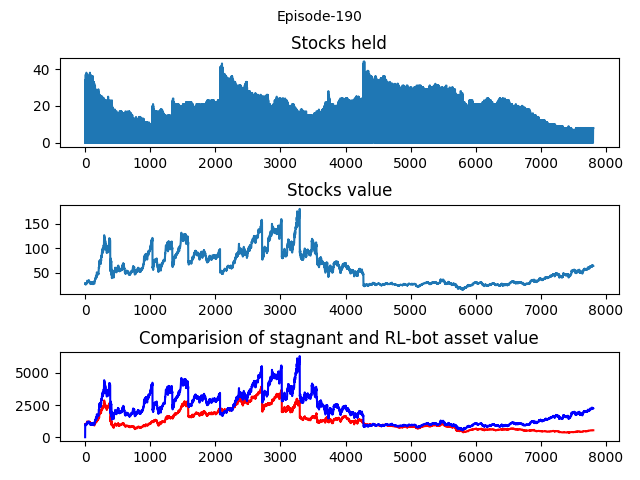 Episode-190
Stocks held
40
20
0
0 1000 2000 3000 4000 5000 6000 7000 8000
Stocks value
150
100
50
0 1000 2000 3000 4000 5000 6000 7000 8000
Comparision of stagnant and RL-bot asset value
5000
2500
0
0 1000 2000 3000 4000 5000 6000 7000 8000